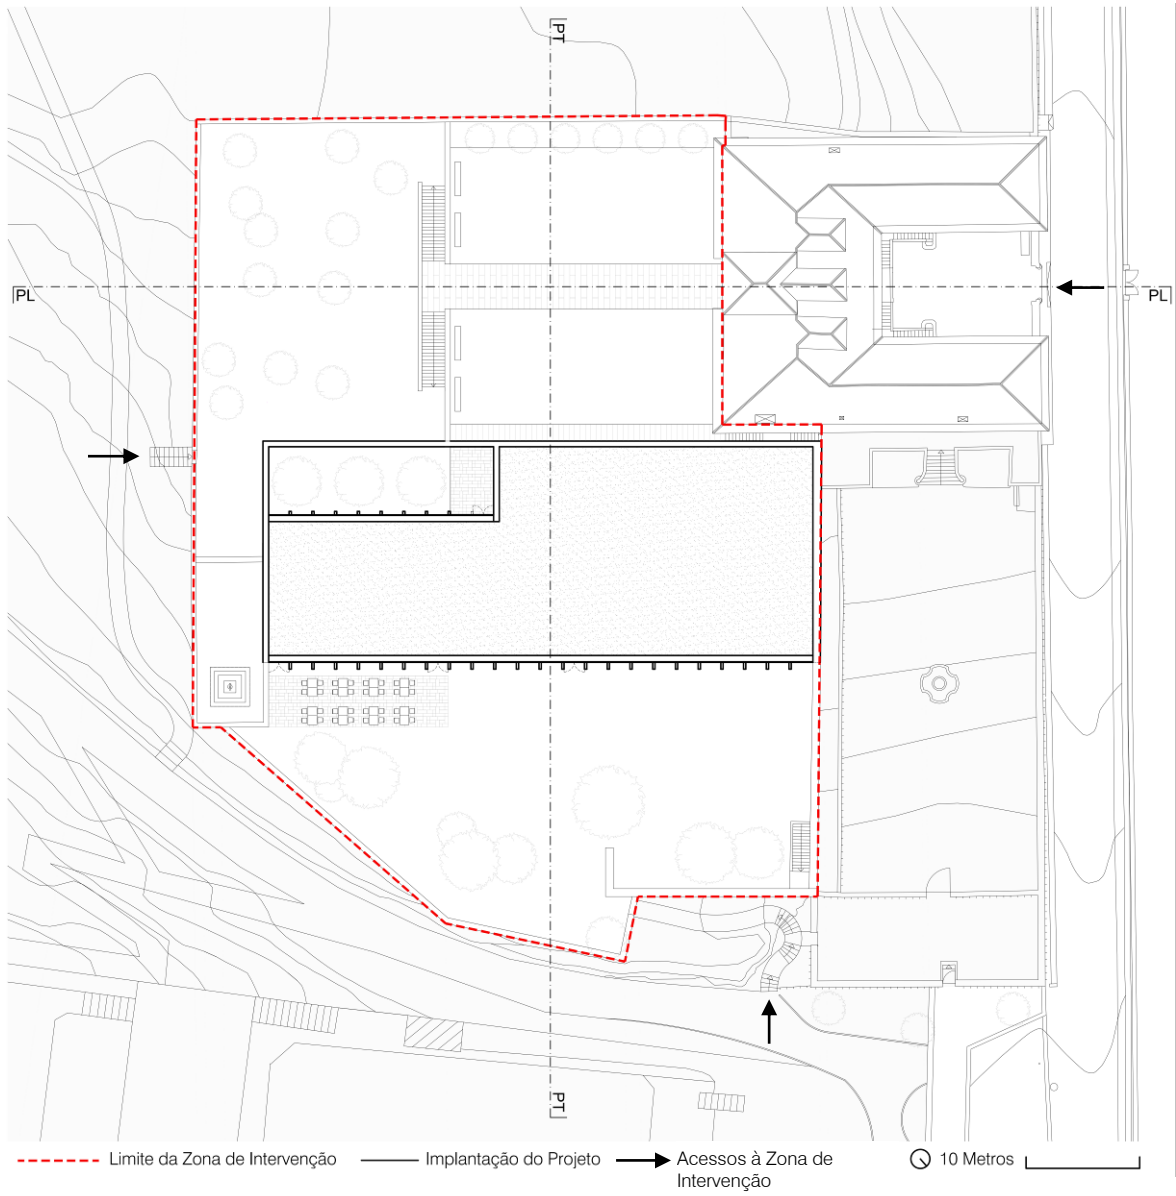 PT
PL
PL
PT
Limite da Zona de Intervenção
Implantação do Projeto
Acessos à Zona de
Intervenção
10 Metros